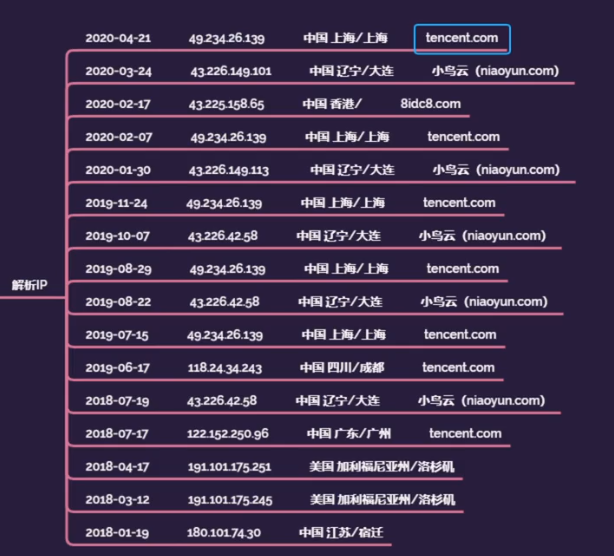 2020-04-21 49.234.26.139 中国 上海/上海 tencent.com
2020-03-24 43.226.149.101 中国 辽宁/大连 小鸟云（niaoyun.com）
2020-02-17 43.225.158.65 中国 香港/ 8idc8.com
2020-02-07 49.234.26.139 中国 上海/上海 tencent.com
2020-01-30 43.226.149.113 中国 辽宁/大连 小鸟云（niaoyun.com）
2019-11-24 49.234.26.139 中国 上海/上海 tencent.com
2019-10-07 43.226.42.58 中国 辽宁/大连 小鸟云（niaoyun.com）
2019-08-29 49.234.26.139 中国 上海/上海 tencent.com
解析IP
2019-08-22 43.226.42.58 中国 辽宁/大连 小鸟云（niaoyun.com）
2019-07-15 49.234.26.139 中国 上海/上海 tencent.com
2019-06-17 118.24.34.243 中国 四川/成都 tencent.com
2018-07-19 43.226.42.58 中国 辽宁/大连 小鸟云（niaoyun.com）
2018-07-17 122.152.250.96 中国 广东/广州 tencent.com
2018-04-17 191.101.175.251 美国 加利福尼亚州/洛杉矶
2018-03-12 191.101.175.245 美国 加利福尼亚州/洛杉矶
2018-01-19 180.101.74.30 中国 江苏/宿迁